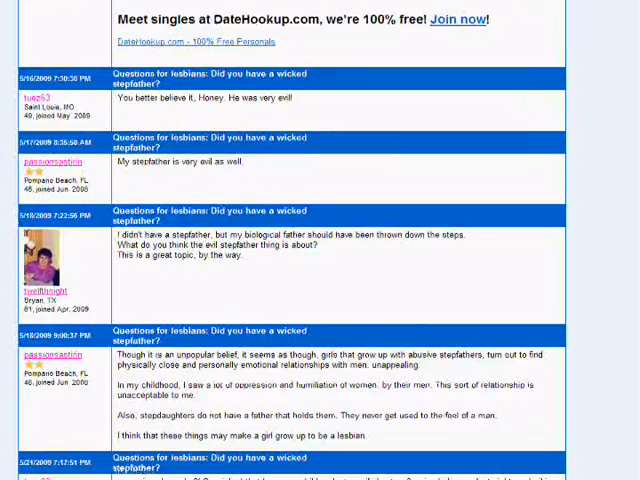 Meet singles at DateHookup.com, we're 100% free! Join now!
DateHookup.com - 100% Free Personals
5/16/2009 7:30:30 PM
Questions for lesbians: Did you have a wicked
stepfather?
You better believe it, Honey. He was very evil!
Saint Louis, MO
49, joined May. 2009
5/17/2009 8:35:50 AM
Questions for lesbians: Did you have a wicked
stepfather?
passionsastirin
My stepfather is very evil as well.
Pompano Beach, FL
48, joined Jun. 2008
5/18/2009 7:22:56 PM
Questions for lesbians: Did you have a wicked
stepfather?
I didn't have a stepfather, but my biological father should have been thrown down the steps.
What do you think the evil stepfather thing is about?
This is a great topic, by the way.
twelfthnight
Bryan, TX
61, joined Apr. 2009
5/18/2009 9:00:37 PM
Questions for lesbians: Did you have a wicked
stepfather?
passionsastirin
Pompano Beach, FL
48, joined Jun. 2008
Though it is an unpopular belief, it seems as though, girls that grow up with abusive stepfathers, turn out to find
physically close and personally emotional relationships with men, unappealing.
In my childhood, I saw a lot of oppression and humiliation of women, by their men. This sort of relationship is
unacceptable to me.
Also, stepdaughters do not have a father that holds them. They never get used to the feel of a man.
I think that these things may make a girl grow up to be a lesbian.
5/21/2009 7:17:51 PM
Questions for lesbians: Did you have a wicked
stepfather?